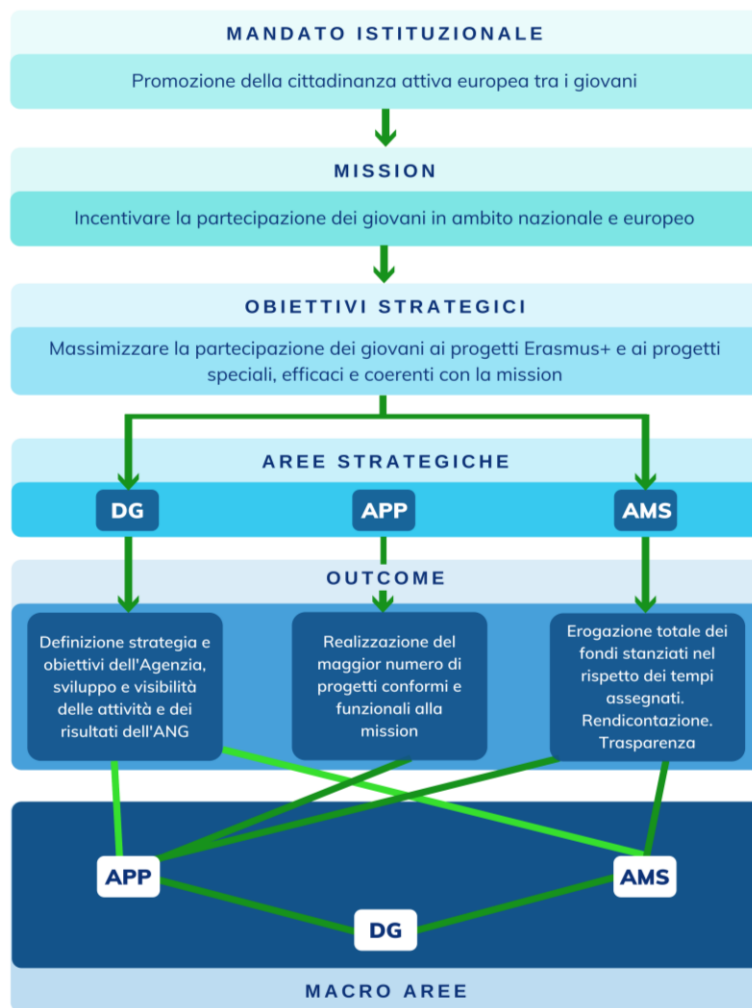 MANDATO ISTITUZIONALE
Promozione della cittadinanza attiva europea tra i giovani
MISSION
Incentivare la partecipazione dei giovani in ambito nazionale e europeo
OBIETTIVI STRATEGICI
Massimizzare la partecipazione dei giovani ai progetti Erasmus+ e ai progetti
speciali, efficaci e coerenti con la mission
AREE STRATEGICHE
DG
APP
AMS
OUTCOME
Definizione strategia e
obiettivi dell'Agenzia,
sviluppo e visibilità
delle attività e dei
risultati dell'ANG
Realizzazione del
maggior numero di
progetti conformi e
funzionali alla
mission
Erogazione totale dei
fondi stanziati nel
rispetto dei tempi
assegnati.
Rendicontazione.
Trasparenza
APP
AMS
DG
MACRO AREE